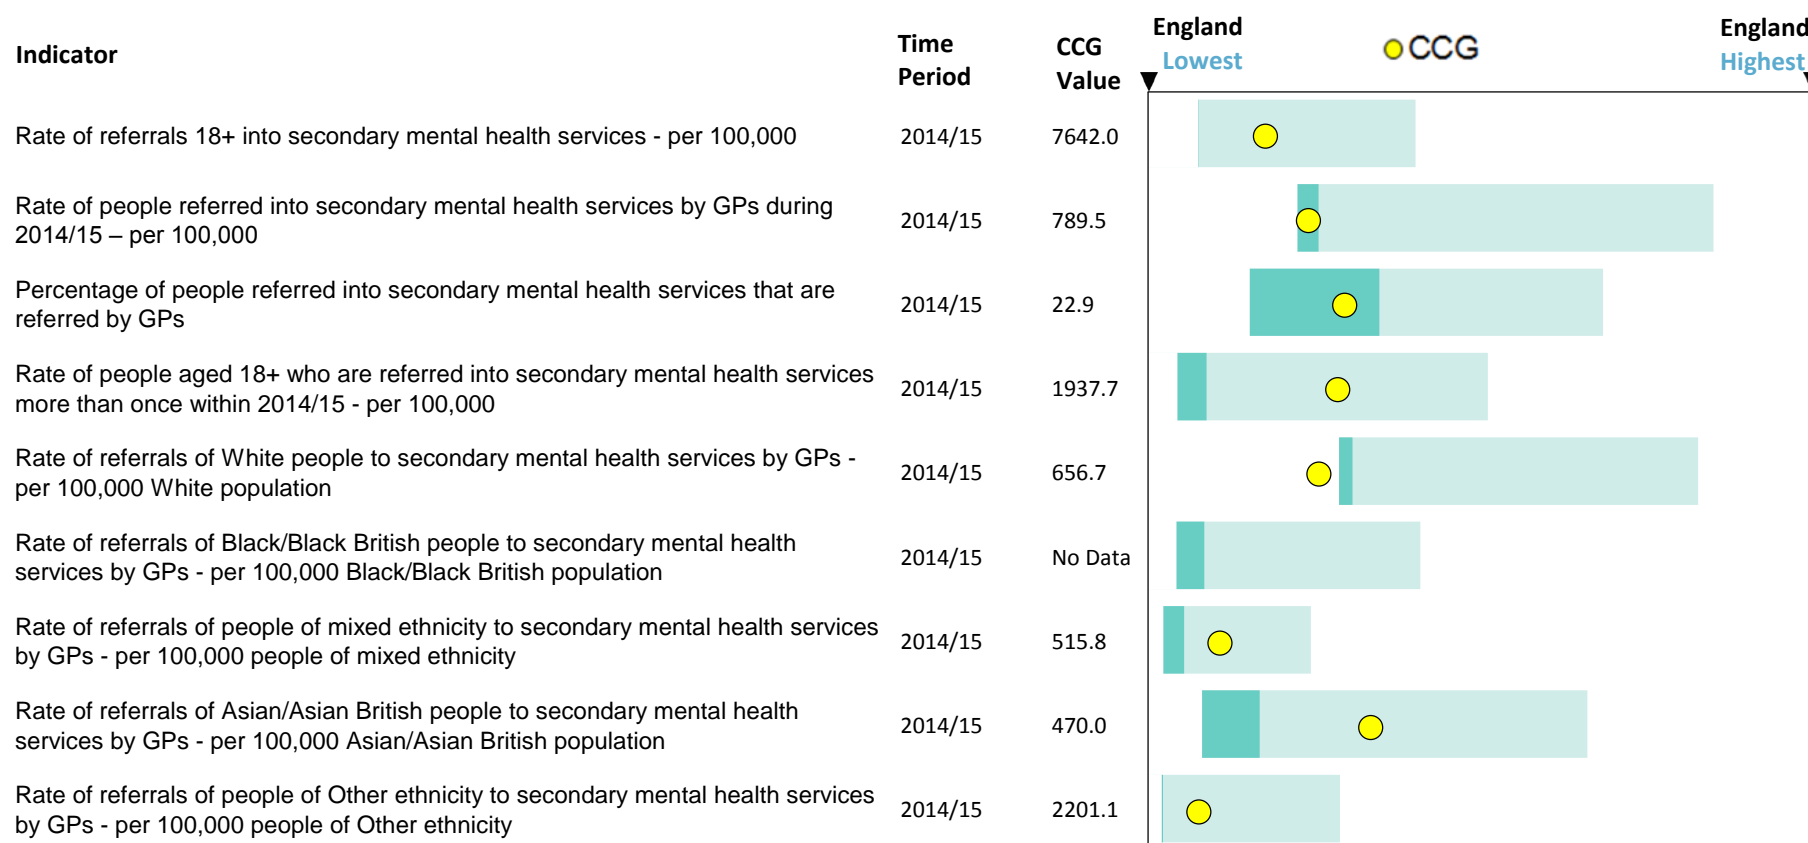 Indicator
Time Period
CCG Value
England Lowest
CCG
England Highest
Rate of referrals 18+ into secondary mental health services - per 100,000
2014/15
7642.0
Rate of people referred into secondary mental health services by GPs during
2014/15 – per 100,000
2014/15
789.5
Percentage of people referred into secondary mental health services that are
referred by GPs
2014/15
22.9
Rate of people aged 18+ who are referred into secondary mental health services
more than once within 2014/15 - per 100,000
2014/15
1937.7
Rate of referrals of White people to secondary mental health services by GPs -
per 100,000 White population
2014/15
656.7
Rate of referrals of Black/Black British people to secondary mental health
services by GPs - per 100,000 Black/Black British population
2014/15
No Data
Rate of referrals of people of mixed ethnicity to secondary mental health services
by GPs - per 100,000 people of mixed ethnicity
2014/15
515.8
Rate of referrals of Asian/Asian British people to secondary mental health
services by GPs - per 100,000 Asian/Asian British population
2014/15
470.0
Rate of referrals of people of Other ethnicity to secondary mental health services
by GPs - per 100,000 people of Other ethnicity
2014/15
2201.1